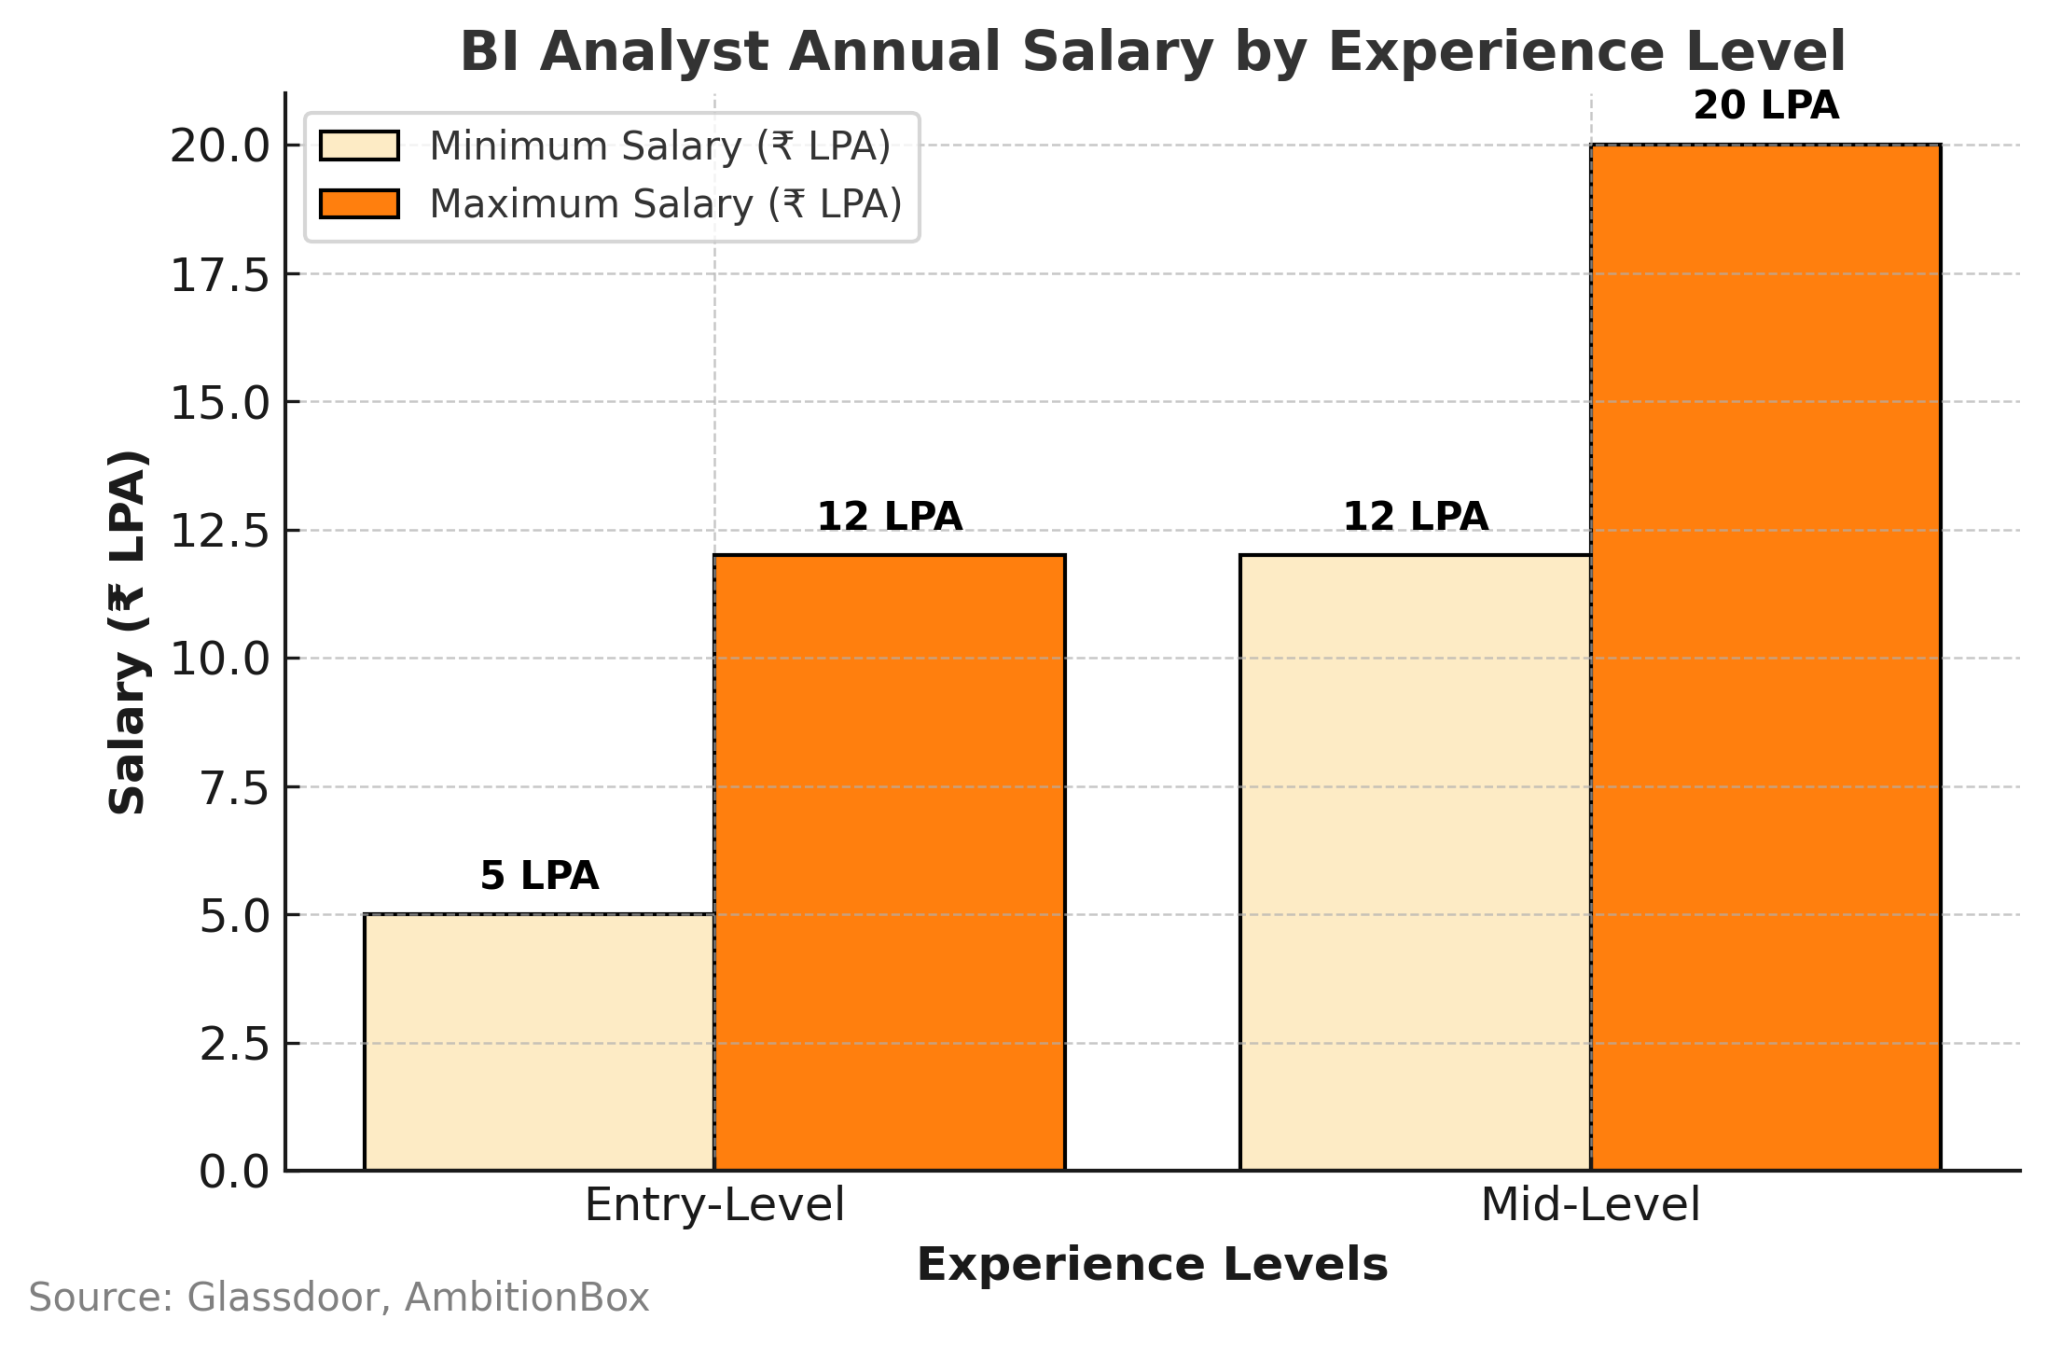 BI Analyst Annual Salary by Experience Level
Minimum Salary (₹ LPA)
Maximum Salary (₹ LPA)
20 LPA
12 LPA
12 LPA
5 LPA
20.0
17.5
15.0
12.5
10.0
7.5
5.0
2.5
0.0
Salary (₹ LPA)
Entry-Level
Mid-Level
Experience Levels
Source: Glassdoor, AmbitionBox